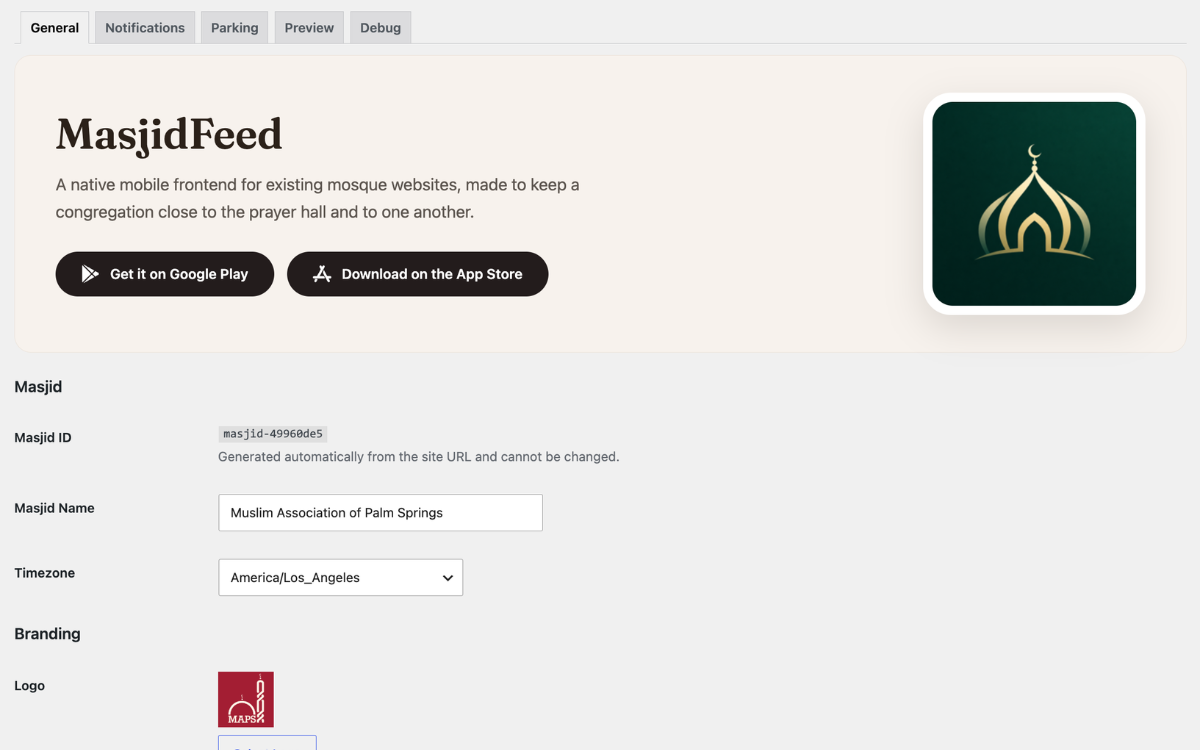 General
Notifications
Parking
Preview
Debug
MasjidFeed
A native mobile frontend for existing mosque websites, made to keep a
congregation close to the prayer hall and to one another.
Get it on Google Play
Download on the App Store
Masjid
Masjid ID
masjid-49960de5
Generated automatically from the site URL and cannot be changed.
Masjid Name
Muslim Association of Palm Springs
Timezone
America/Los_Angeles
Branding
Logo
MAPS